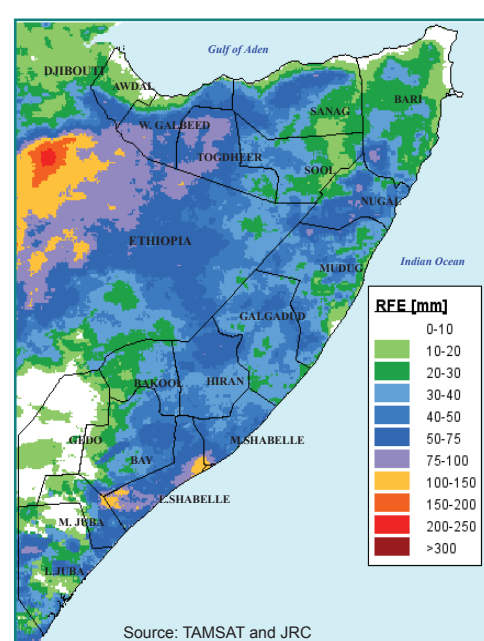 Gulf of Aden
DJIBOUTI
AWDAL
SANAG
BARI
W. GALBEED
TOGDHEER
SOOL
NUGAL
ETHIOPIA
MUDUG
Indian Ocean
GALGADUD
BAKOOL
HIRAN
GEDO
BAY
M.SHABELLE
L.SHABELLE
M. JUBA
L.JUBA
RFE [mm]
0-10
10-20
20-30
30-40
40-50
50-75
75-100
100-150
150-200
200-250
>300
Source: TAMSAT and JRC